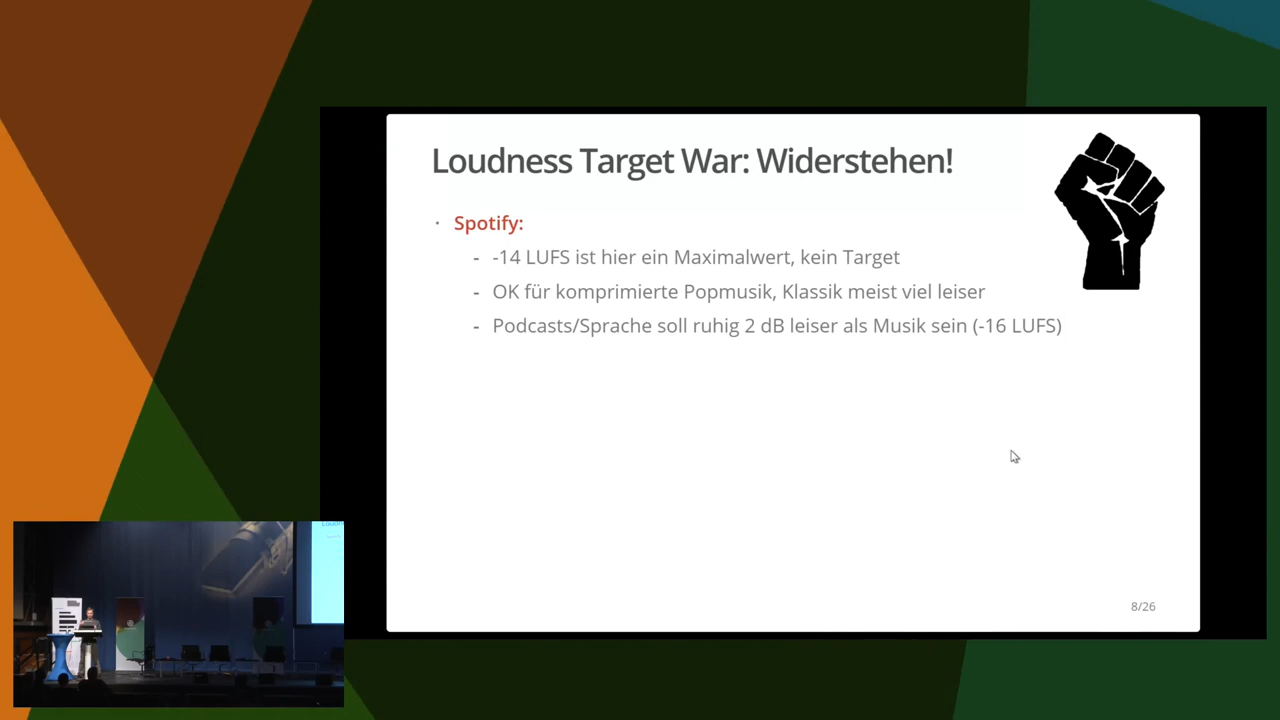 Loudness Target War: Widerstehen!
· Spotify:
- -14 LUFS ist hier ein Maximalwert, kein Target
- OK für komprimierte Popmusik, Klassik meist viel leiser
- Podcasts/Sprache soll ruhig 2 dB leiser als Musik sein (-16 LUFS)
8/26